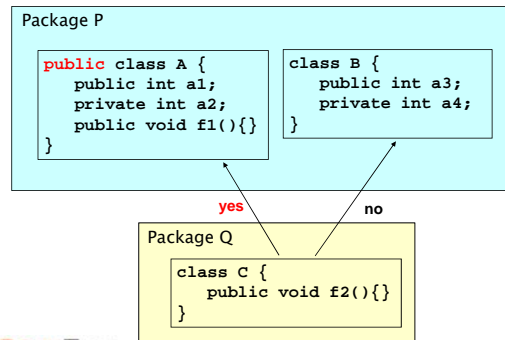 Package P
public class A {
public int a1;
private int a2;
public void f1(){}
}
class B {
public int a3;
private int a4;
}
yes
no
Package Q
class C {
public void f2(){}
}